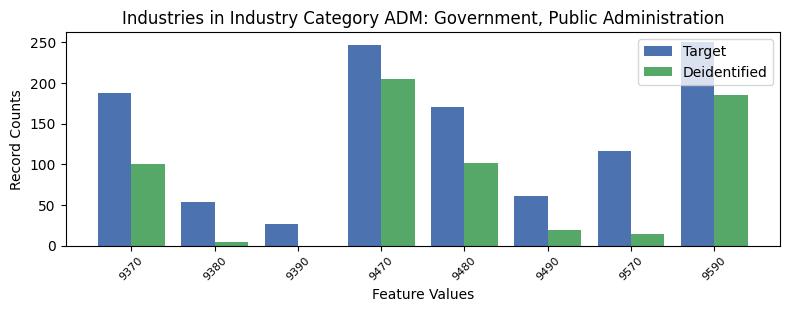 Industries in Industry Category ADM: Government, Public Administration
Target
Deidentified
Record Counts
250
200
150
100
50
0
9370 9380 9390 9470 9480 9490 9570 9590
Feature Values